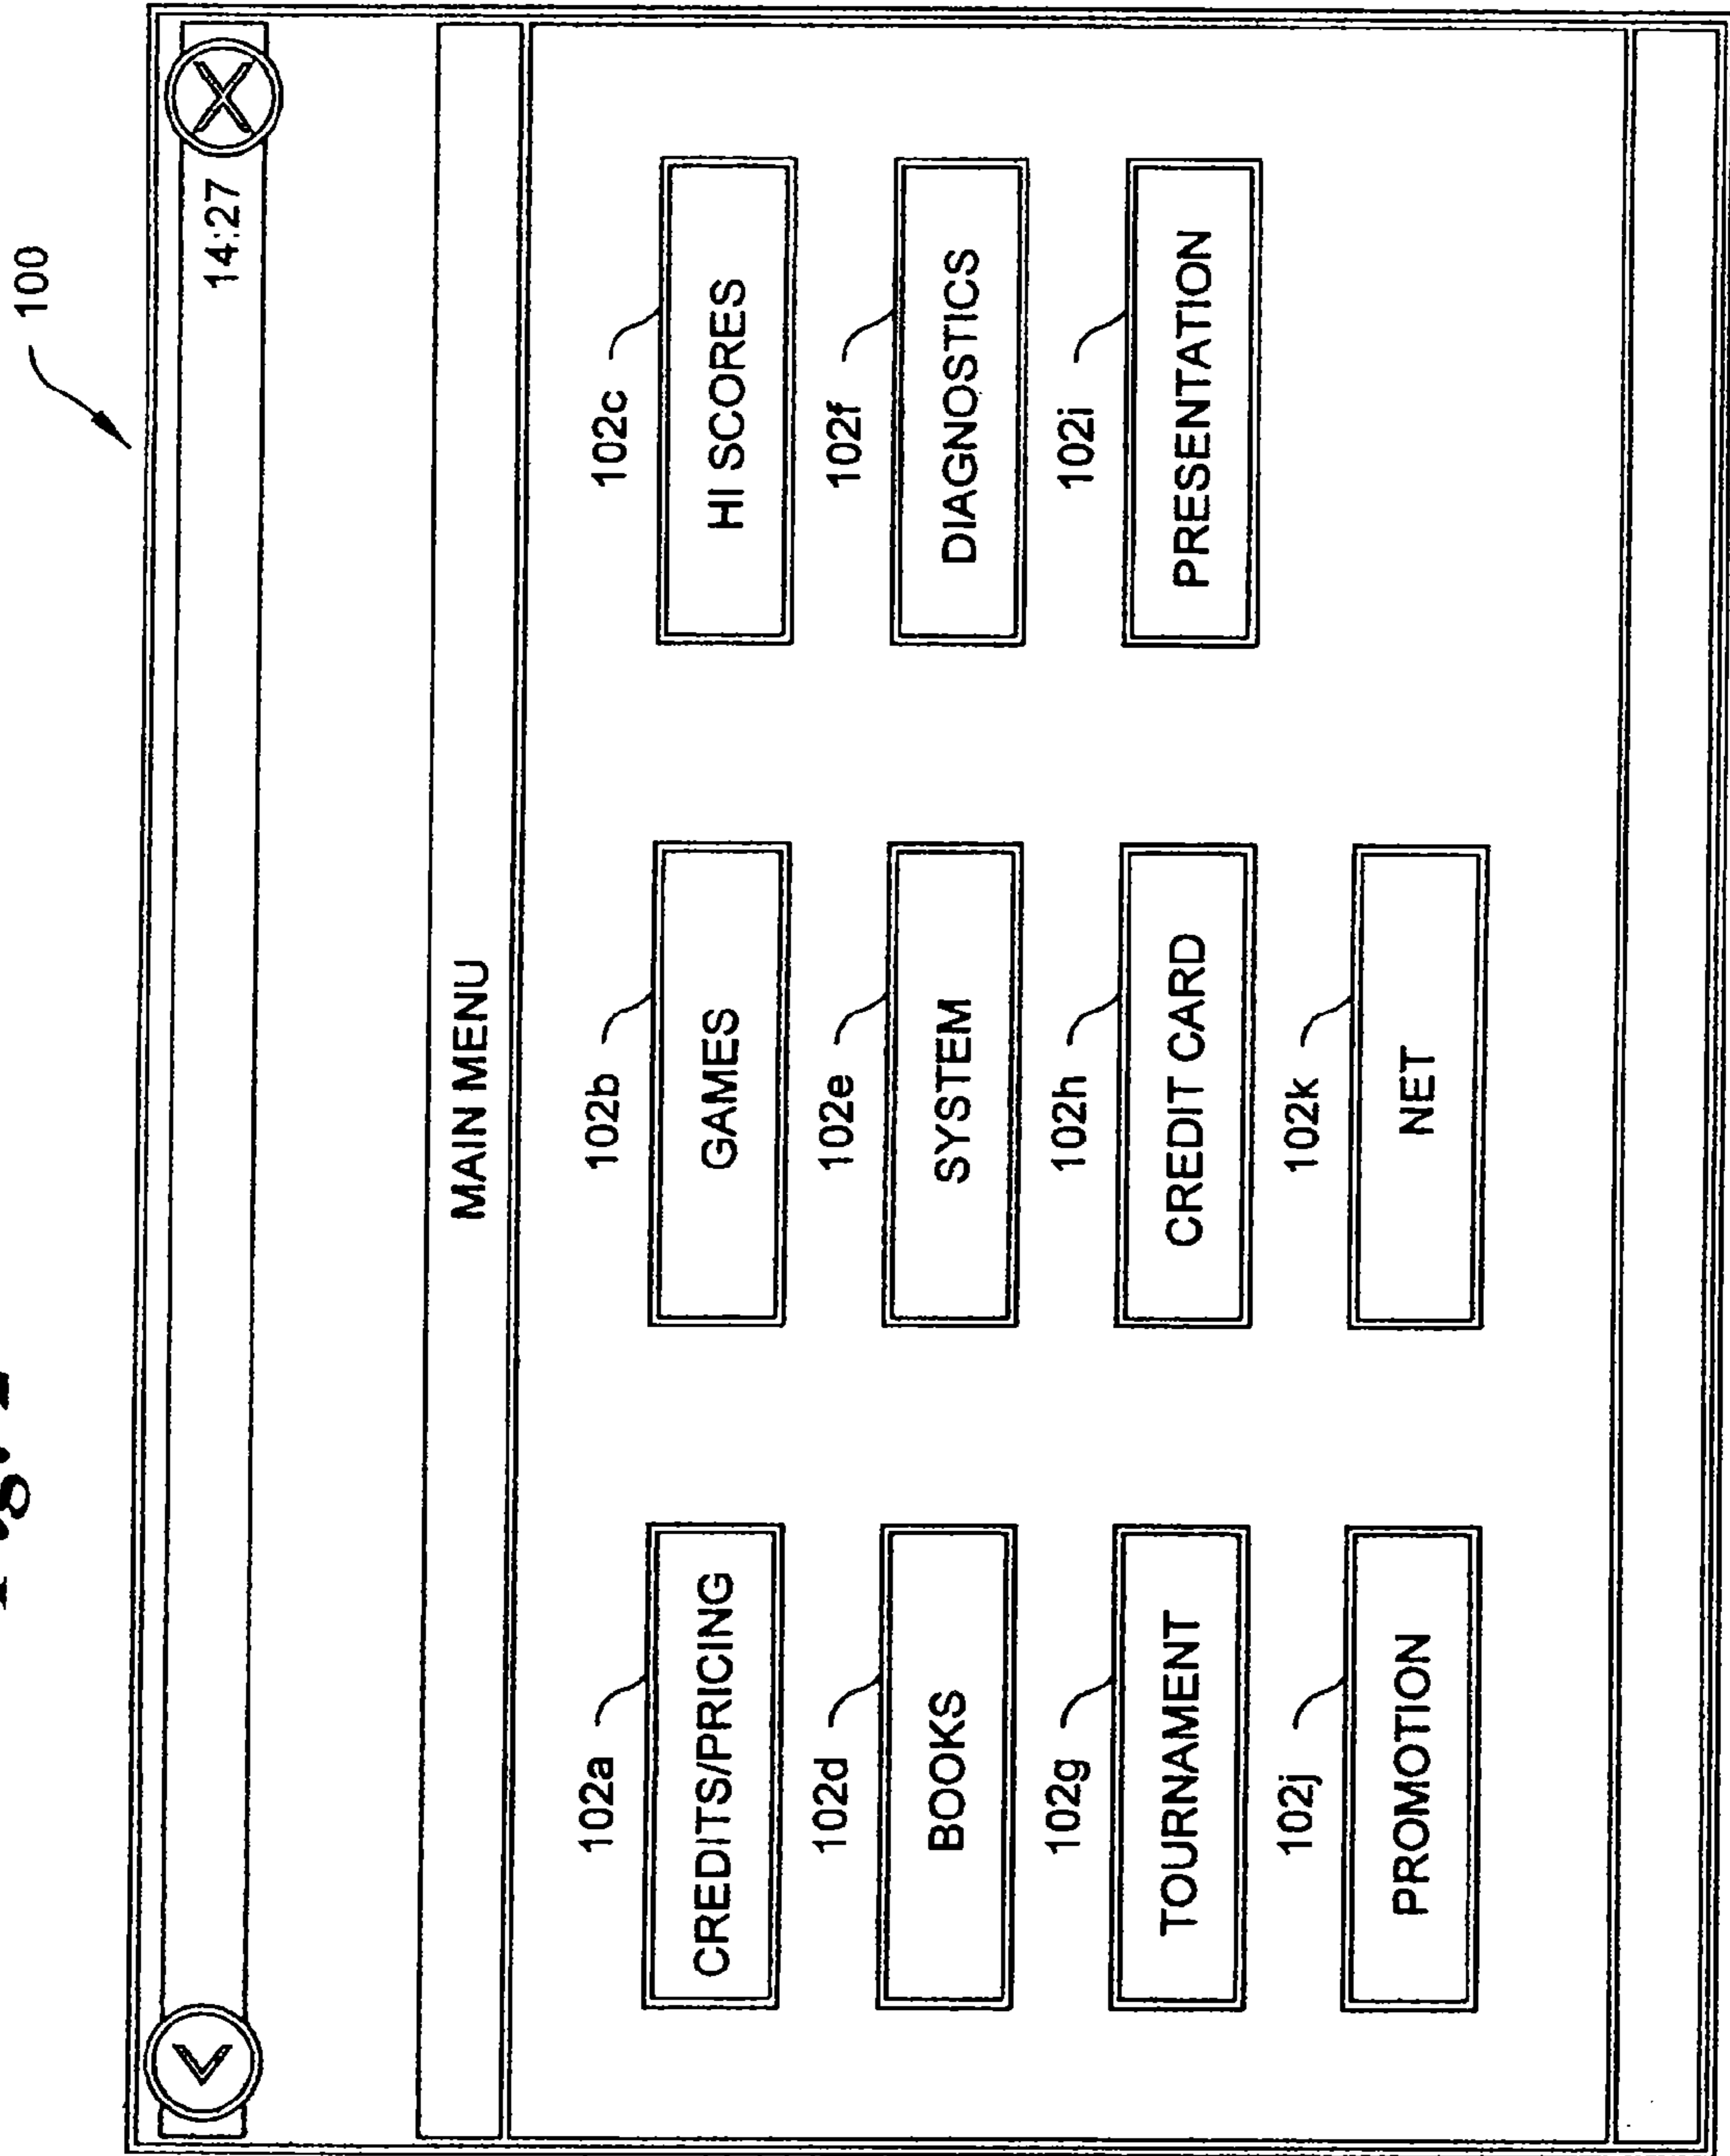 100
14:27
MAIN MENU
102a 102b 102c
CREDITS/PRICING GAMES HI SCORES
102d 102e 102f
BOOKS SYSTEM DIAGNOSTICS
102g 102h 102i
TOURNAMENT CREDIT CARD PRESENTATION
102j 102k
PROMOTION NET